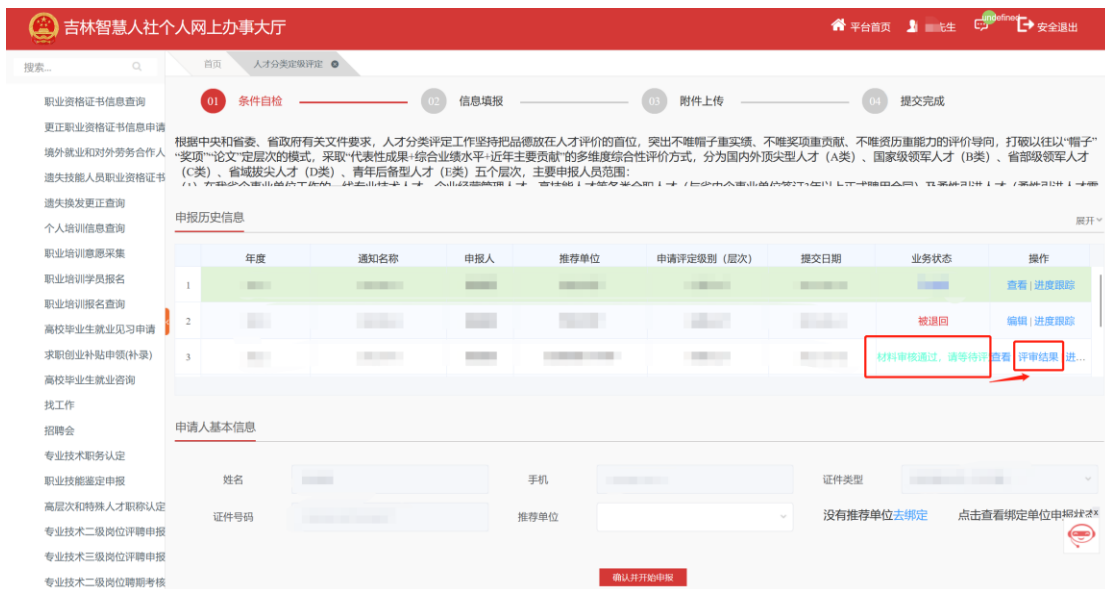 吉林智慧人社个人网上办事大厅
平台首页
生
undefined
安全退出
搜索...
首页
人才分类定级评定
职业资格证书信息查询
更正职业资格证书信息申请
境外就业和对外劳务合作人
遗失技能人员职业资格证书
遗失换发更正查询
个人培训信息查询
职业培训意愿采集
职业培训学员报名
职业培训报名查询
高校毕业生就业见习申请
求职创业补贴申领(补录)
高校毕业生就业咨询
找工作
招聘会
专业技术职务认定
职业技能鉴定申报
高层次和特殊人才职称认定
专业技术二级岗位评聘申报
专业技术三级岗位评聘申报
专业技术二级岗位聘期考核
01 条件自检
02 信息填报
03 附件上传
04 提交完成
根据中央和省委、省政府有关文件要求，人才分类评定工作坚持把品德放在人才评价的首位，突出不唯帽子重实绩、不唯奖项重贡献、不唯资历重能力的评价导向，打破以往以“帽子”
“奖项”“论文”定层次的模式，采取“代表性成果+综合业绩水平+近年主要贡献”的多维度综合性评价方式，分为国内外顶尖型人才（A类）、国家级领军人才（B类）、省部级领军人才
（C类）、省域拔尖人才（D类）、青年后备型人才（E类）五个层次，主要申报人员范围：
申报历史信息
展开
年度 通知名称 申报人 推荐单位 申请评定级别（层次） 提交日期 业务状态 操作
1 查看 | 进度跟踪
2 被退回 编辑 | 进度跟踪
3 材料审核通过，请等待评 查看 评审结果 进...
申请人基本信息
姓名
手机
证件类型
证件号码
推荐单位
没有推荐单位去绑定
点击查看绑定单位申报状态
确认并开始申报